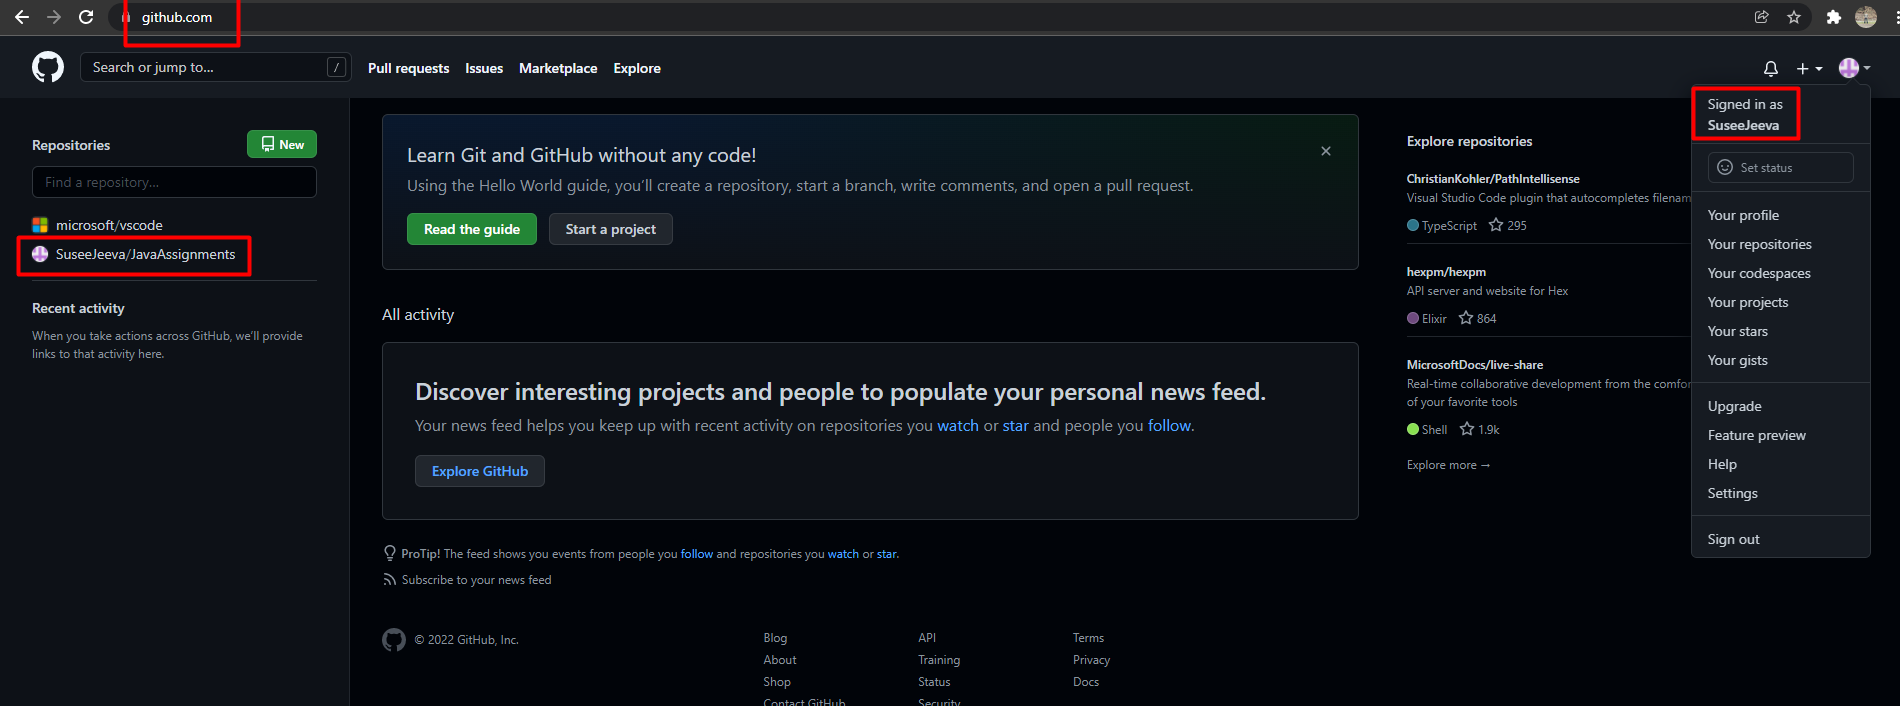 github.com
Search or jump to...
/
Pull requests
Issues
Marketplace
Explore
Repositories
New
Find a repository...
microsoft/vscode
SuseeJeeva/JavaAssignments
Recent activity
When you take actions across GitHub, we'll provide
links to that activity here.
Learn Git and GitHub without any code!
Using the Hello World guide, you'll create a repository, start a branch, write comments, and open a pull request.
Read the guide
Start a project
All activity
Discover interesting projects and people to populate your personal news feed.
Your news feed helps you keep up with recent activity on repositories you watch or star and people you follow.
Explore GitHub
ProTip! The feed shows you events from people you follow and repositories you watch or star.
Subscribe to your news feed
© 2022 GitHub, Inc.
Blog
About
Shop
Contact GitHub
API
Training
Status
Security
Terms
Privacy
Docs
Explore repositories
ChristianKohler/PathIntellisense
Visual Studio Code plugin that autocompletes filenam
TypeScript
295
hexpm/hexpm
API server and website for Hex
Elixir
864
MicrosoftDocs/live-share
Real-time collaborative development from the comfor
of your favorite tools
Shell
1.9k
Explore more →
Signed in as
SuseeJeeva
Set status
Your profile
Your repositories
Your codespaces
Your projects
Your stars
Your gists
Upgrade
Feature preview
Help
Settings
Sign out